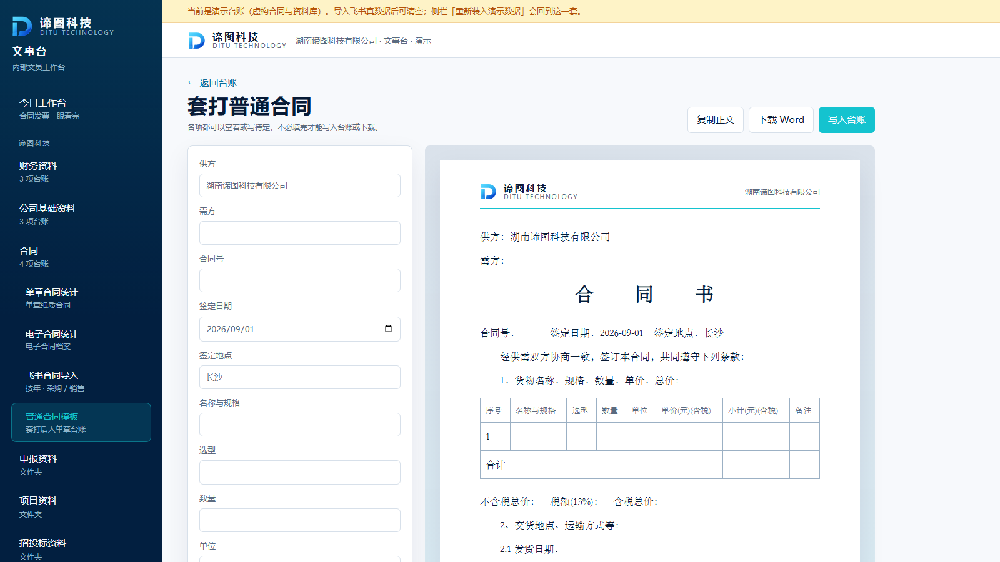 谛图科技
DITU TECHNOLOGY
文事台
内部文员工作台
今日工作台
合同发票一眼看完
谛图科技
财务资料
3 项台账
公司基础资料
3 项台账
合同
4 项台账
单章合同统计
单章纸质合同
电子合同统计
电子合同档案
飞书合同导入
按年 · 采购 / 销售
普通合同模板
套打后入单章台账
申报资料
文件夹
项目资料
文件夹
招投标资料
文件夹
当前是演示台账（虚构合同与资料库）。导入飞书真数据后可清空；侧栏「重新装入演示数据」会回到这一套。
谛图科技
DITU TECHNOLOGY
湖南谛图科技有限公司 · 文事台 · 演示
← 返回台账
套打普通合同
各项都可以空着或写待定，不必填完才能写入台账或下载。
复制正文
下载 Word
写入台账
供方
湖南谛图科技有限公司
需方
合同号
签定日期
2026/09/01
签定地点
长沙
名称与规格
选型
数量
单位
谛图科技
DITU TECHNOLOGY
湖南谛图科技有限公司
供方：湖南谛图科技有限公司
需方：
合 同 书
合同号： 签定日期：2026-09-01 签定地点：长沙
经供需双方协商一致，签订本合同，共同遵守下列条款：
1、货物名称、规格、数量、单价、总价：
序号 名称与规格 选型 数量 单位 单价(元)(含税) 小计(元)(含税) 备注
1
合计
不含税总价： 税额(13%)： 含税总价：
2、交货地点、运输方式等：
2.1 发货日期：